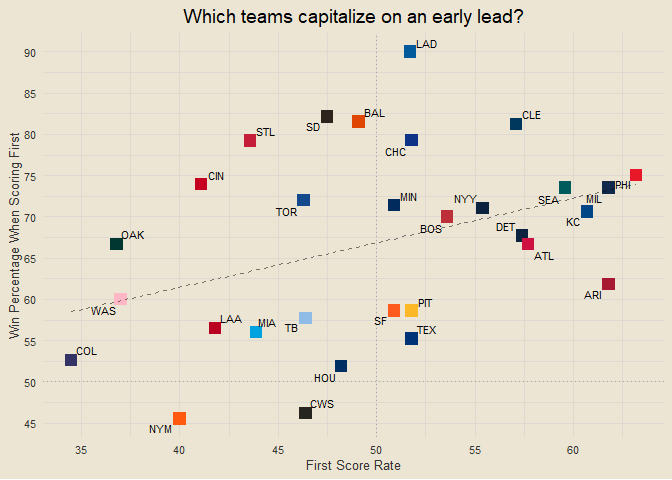 Which teams capitalize on an early lead?
Win Percentage When Scoring First
90
85
80
75
70
65
60
55
50
45
LAD
SD
BAL
CLE
STL
CHC
CIN
TOR
MIN
NYY
SEA
MIL
PHI
BOS
KC
OAK
DET
ATL
WAS
ARI
LAA
MIA
TB
SF
PIT
TEX
COL
HOU
NYM
CWS
35
40
45
50
55
60
First Score Rate